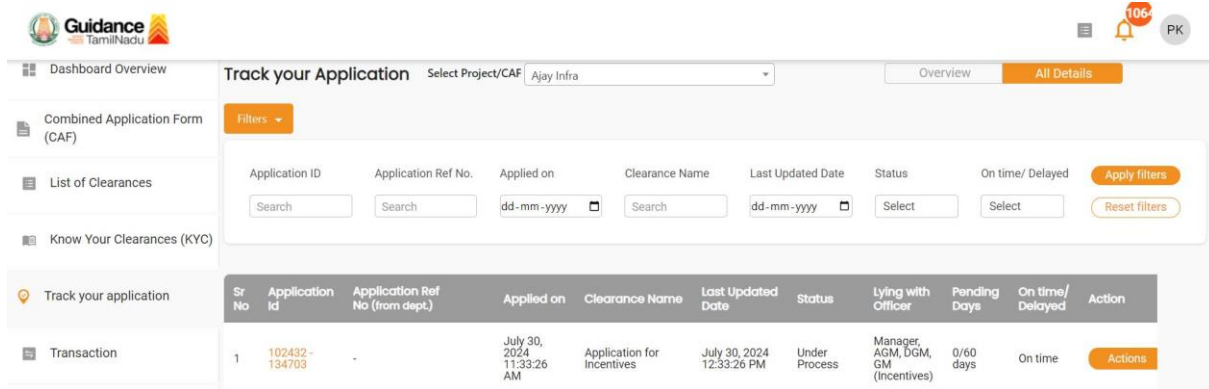 Guidance
TamilNadu
1064
PK
Dashboard Overview
Track your Application
Select Project/CAF
Ajay Infra
Overview
All Details
Combined Application Form
(CAF)
Filters
List of Clearances
Application ID
Application Ref No.
Applied on
Clearance Name
Last Updated Date
Status
On time/ Delayed
Apply filters
Search
Search
dd-mm-yyyy
Search
dd-mm-yyyy
Select
Select
Reset filters
Know Your Clearances (KYC)
Track your application
Sr
No
Application
Id
Application Ref
No (from dept.)
Applied on
Clearance Name
Last Updated
Date
Status
Lying with
Officer
Pending
Days
On time/
Delayed
Action
Transaction
1
102432 -
134703
-
July 30,
2024
11:33:26
AM
Application for
Incentives
July 30, 2024
12:33:26 PM
Under
Process
Manager,
AGM, DGM,
GM
(Incentives)
0/60
days
On time
Actions